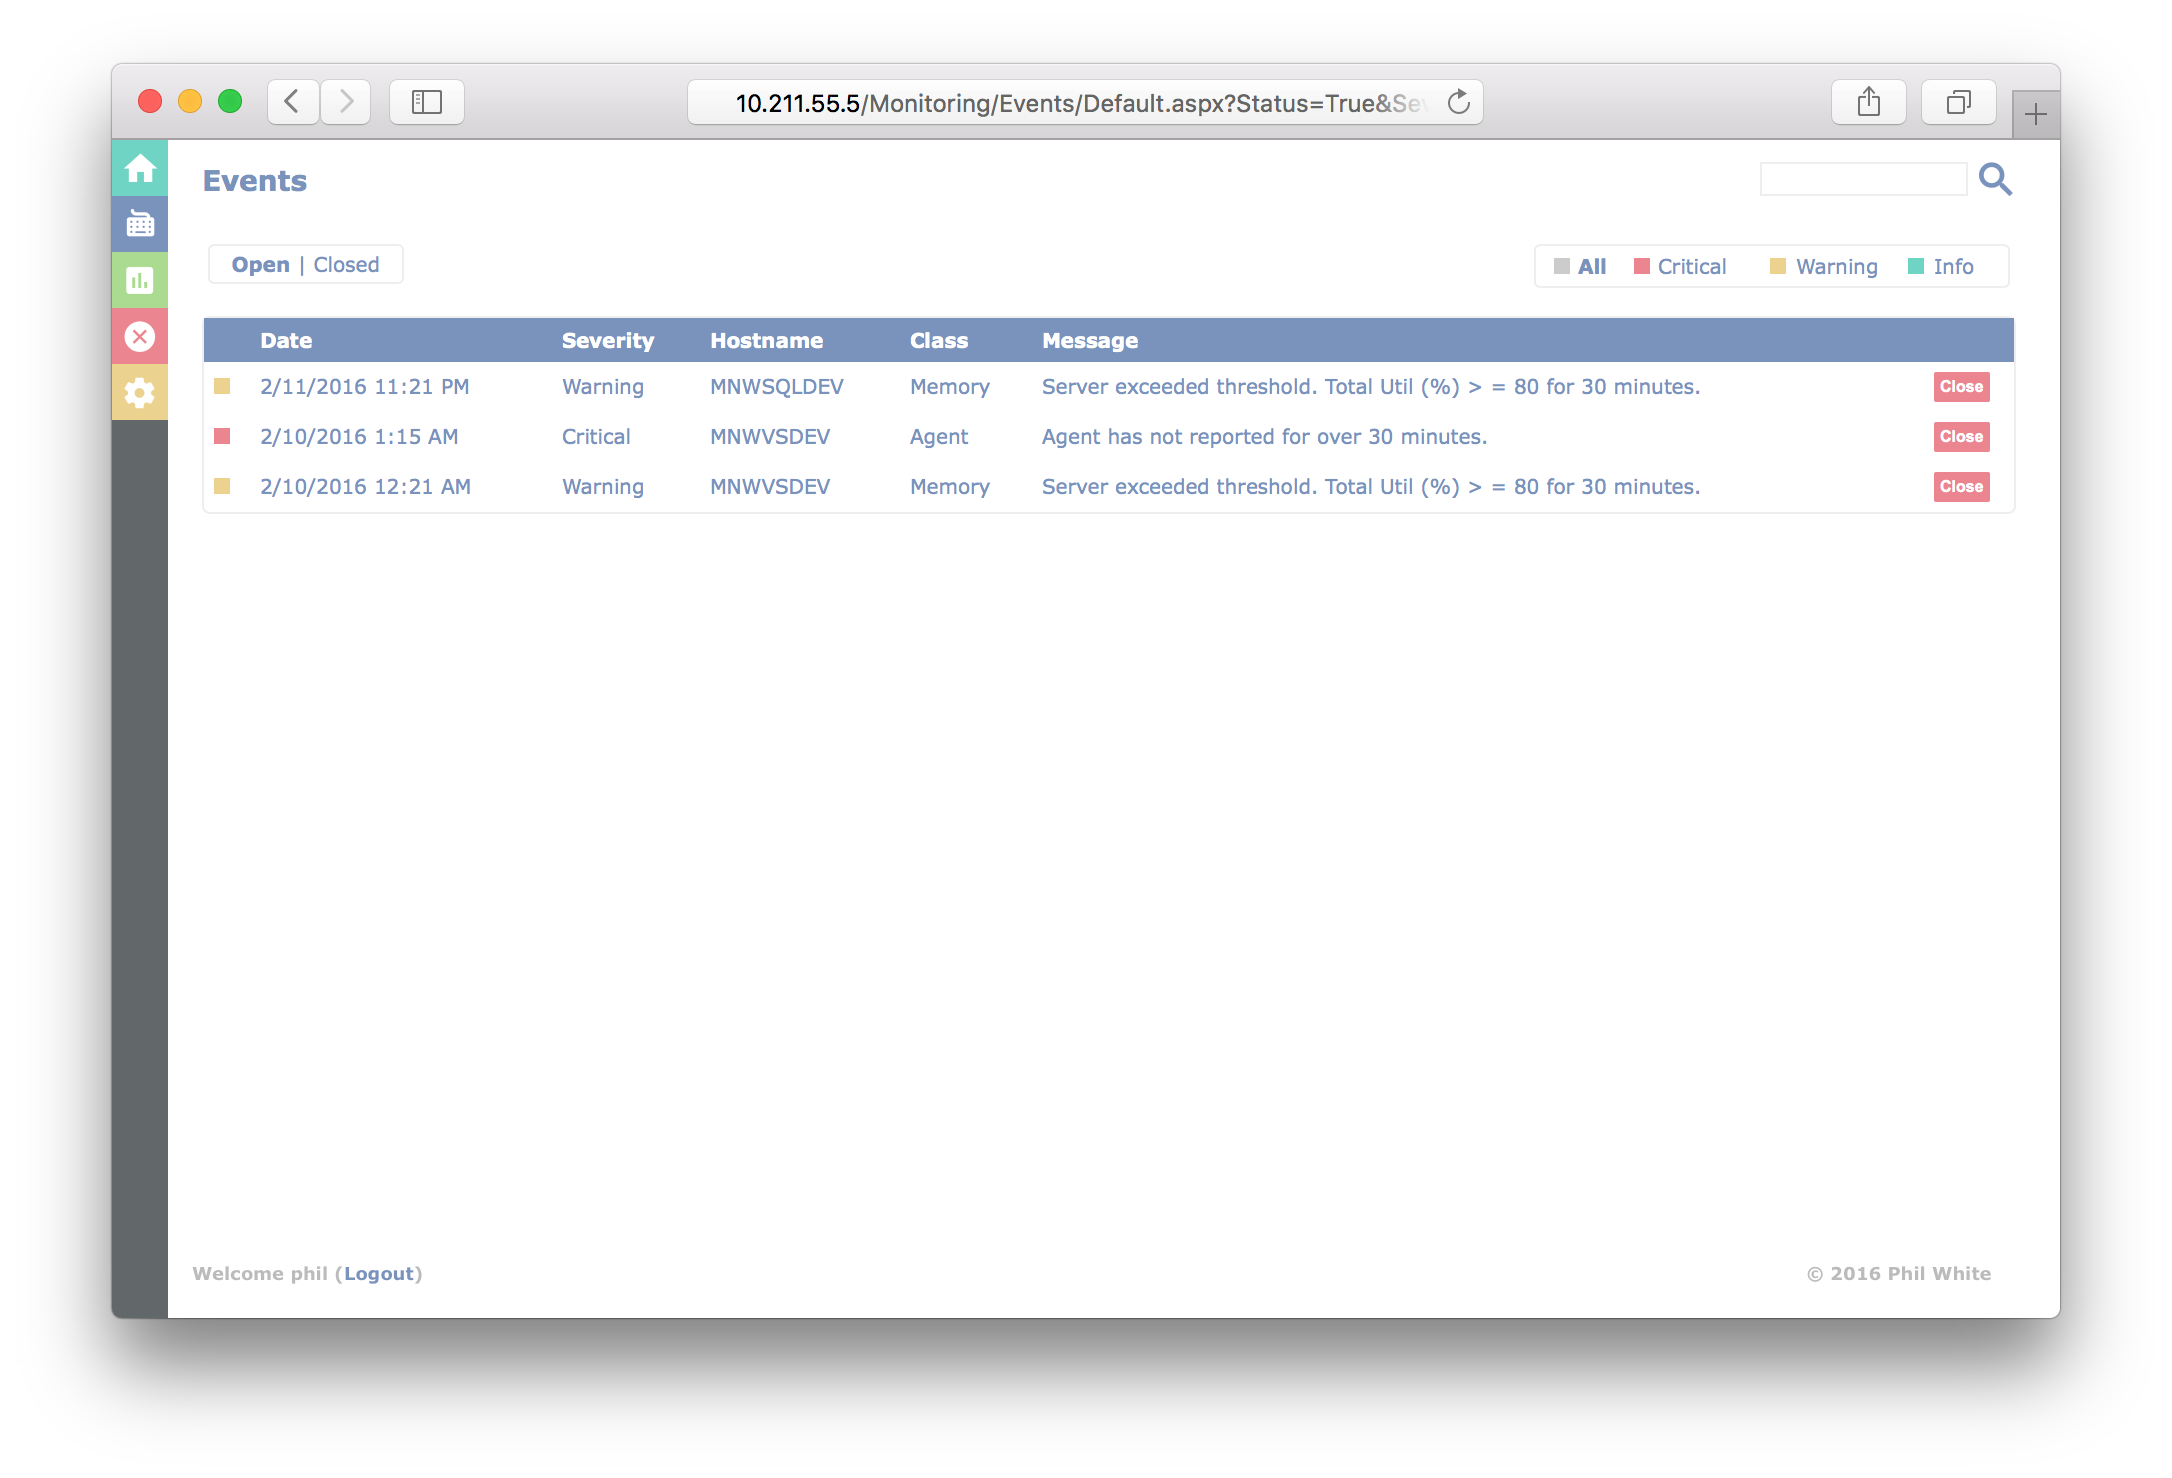 10.211.55.5/Monitoring/Events/Default.aspx?Status=True&Se
Events
Open | Closed
All Critical Warning Info
Date Severity Hostname Class Message
2/11/2016 11:21 PM Warning MNWSQLDEV Memory Server exceeded threshold. Total Util (%) > = 80 for 30 minutes. Close
2/10/2016 1:15 AM Critical MNWVSDEV Agent Agent has not reported for over 30 minutes. Close
2/10/2016 12:21 AM Warning MNWVSDEV Memory Server exceeded threshold. Total Util (%) > = 80 for 30 minutes. Close
Welcome phil (Logout)
© 2016 Phil White